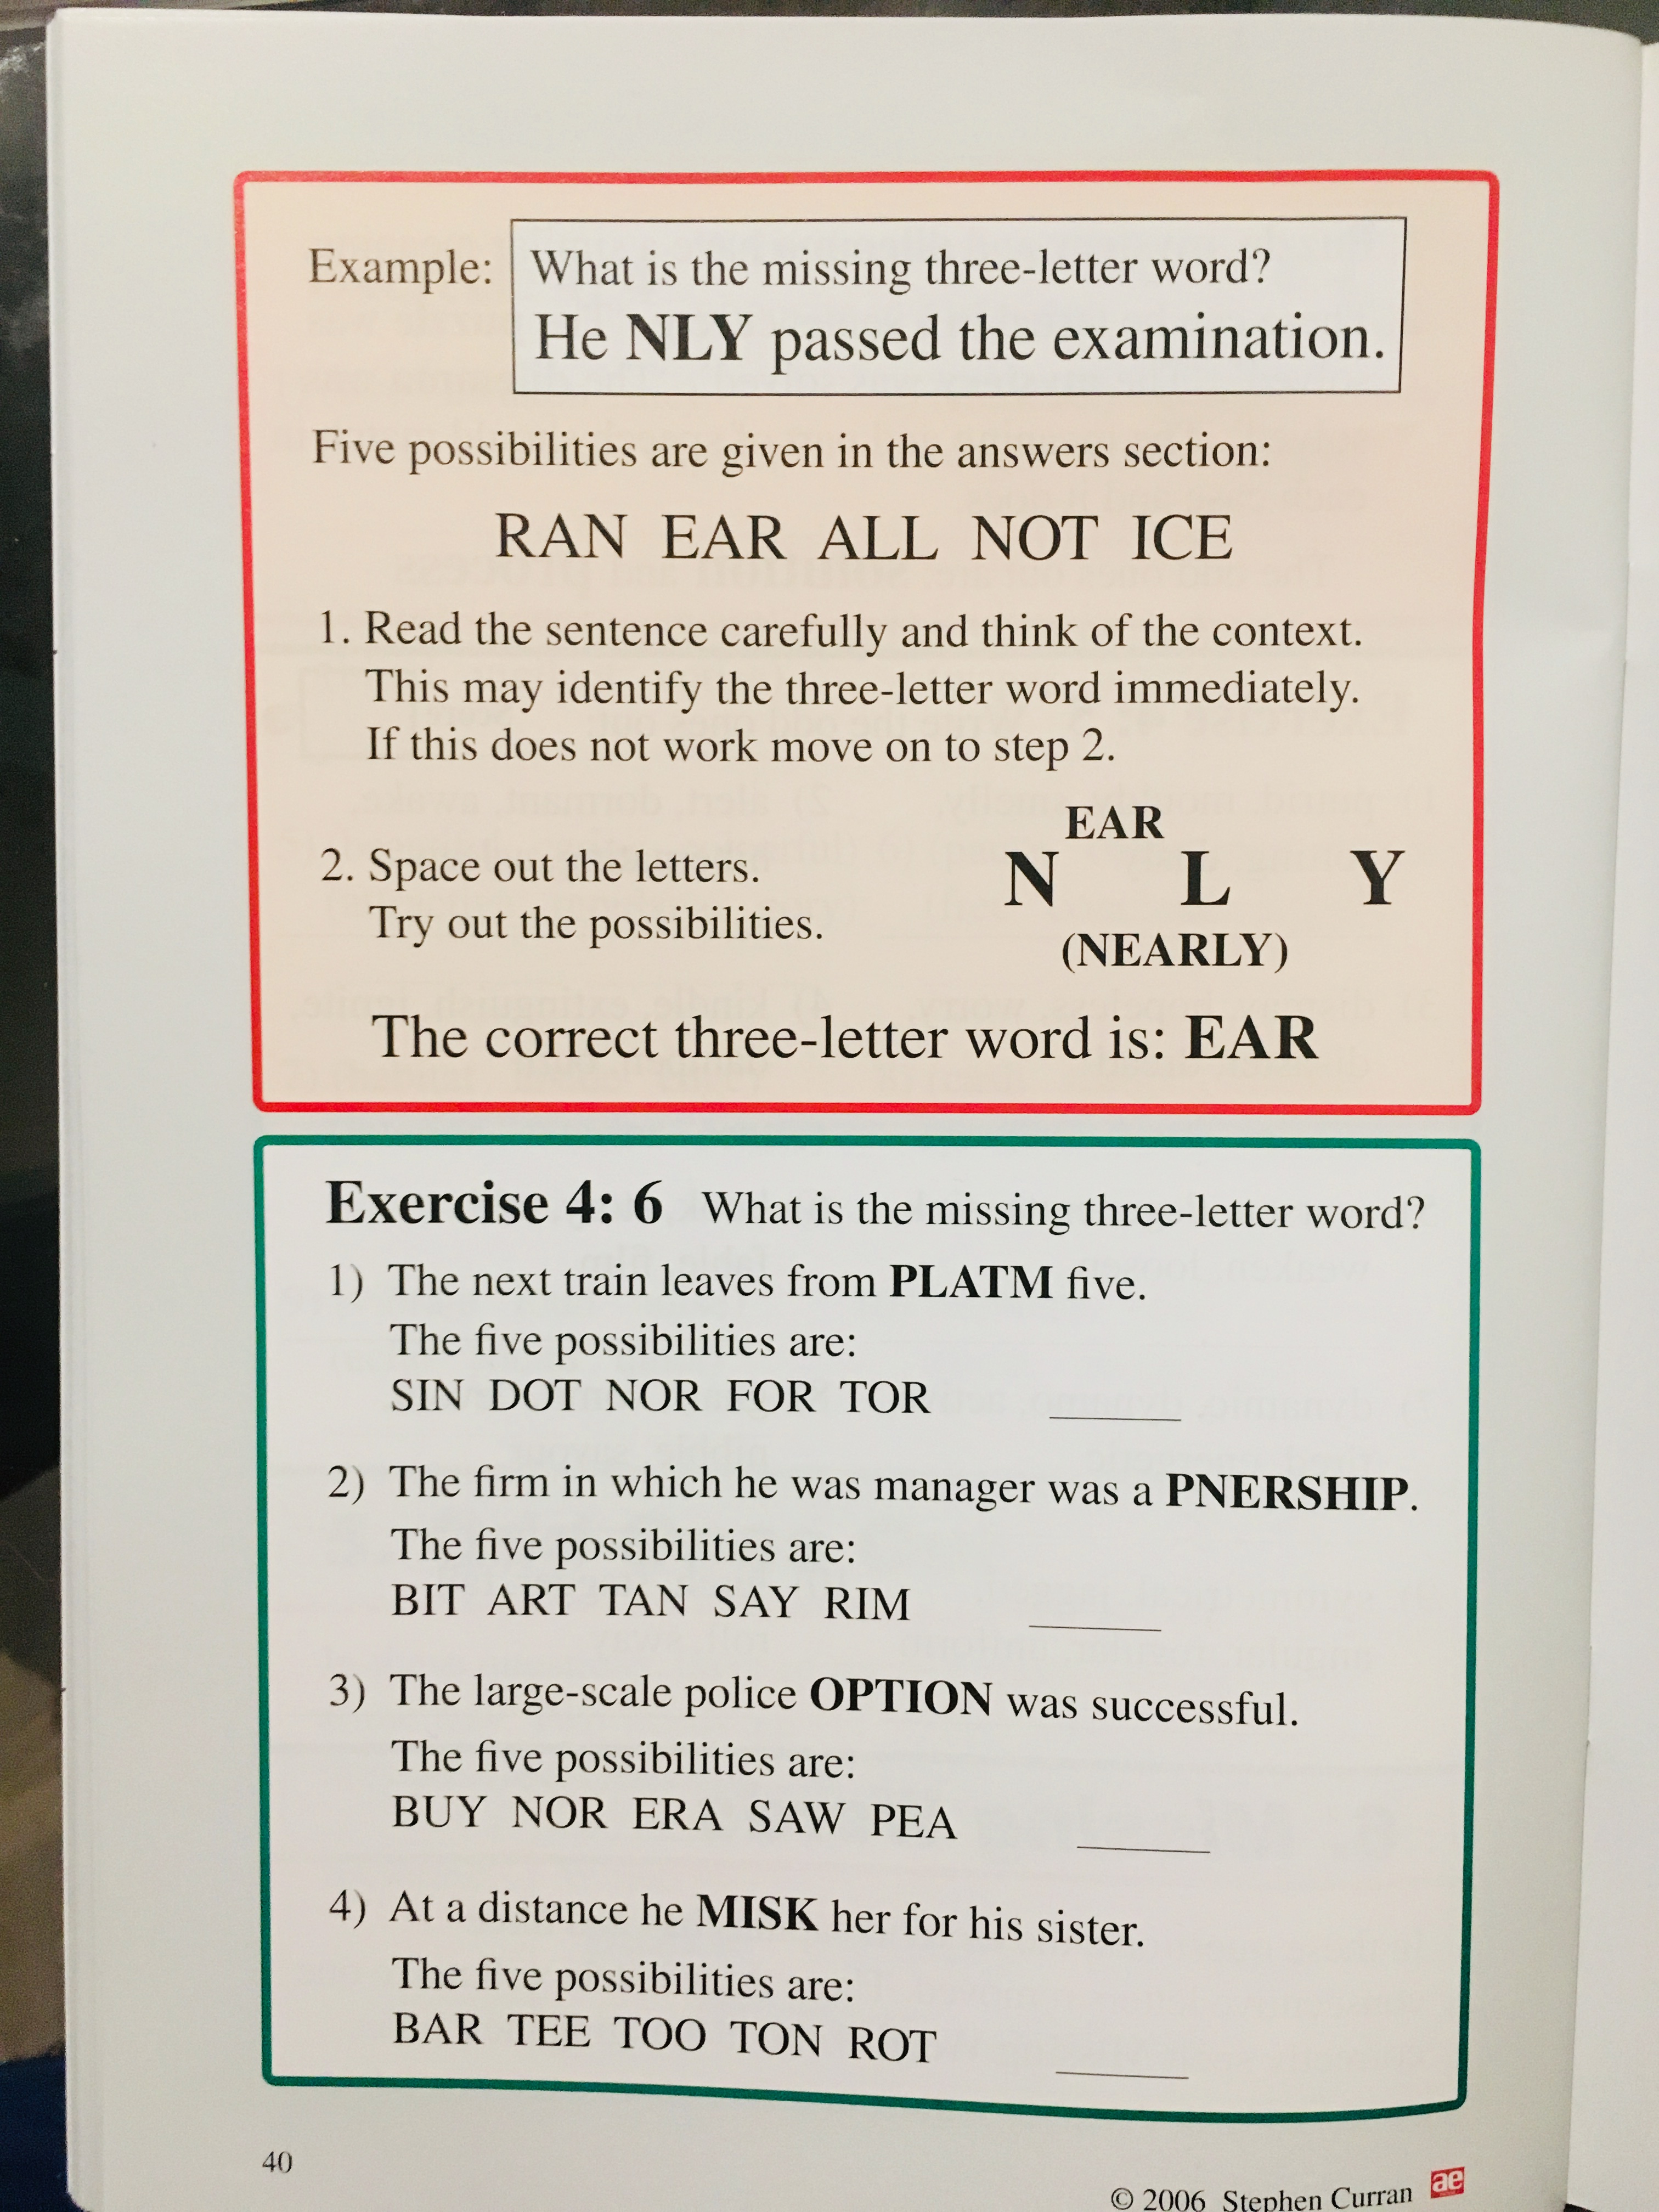 Example: What is the missing three-letter word?
He NLY passed the examination.
Five possibilities are given in the answers section:
RAN EAR ALL NOT ICE
1. Read the sentence carefully and think of the context.
This may identify the three-letter word immediately.
If this does not work move on to step 2.
2. Space out the letters.
Try out the possibilities.
EAR
N L Y
(NEARLY)
The correct three-letter word is: EAR
Exercise 4: 6 What is the missing three-letter word?
1) The next train leaves from PLATM five.
The five possibilities are:
SIN DOT NOR FOR TOR
2) The firm in which he was manager was a PNERSHIP.
The five possibilities are:
BIT ART TAN SAY RIM
3) The large-scale police OPTION was successful.
The five possibilities are:
BUY NOR ERA SAW PEA
4) At a distance he MISK her for his sister.
The five possibilities are:
BAR TEE TOO TON ROT
40
© 2006 Stephen Curran ae